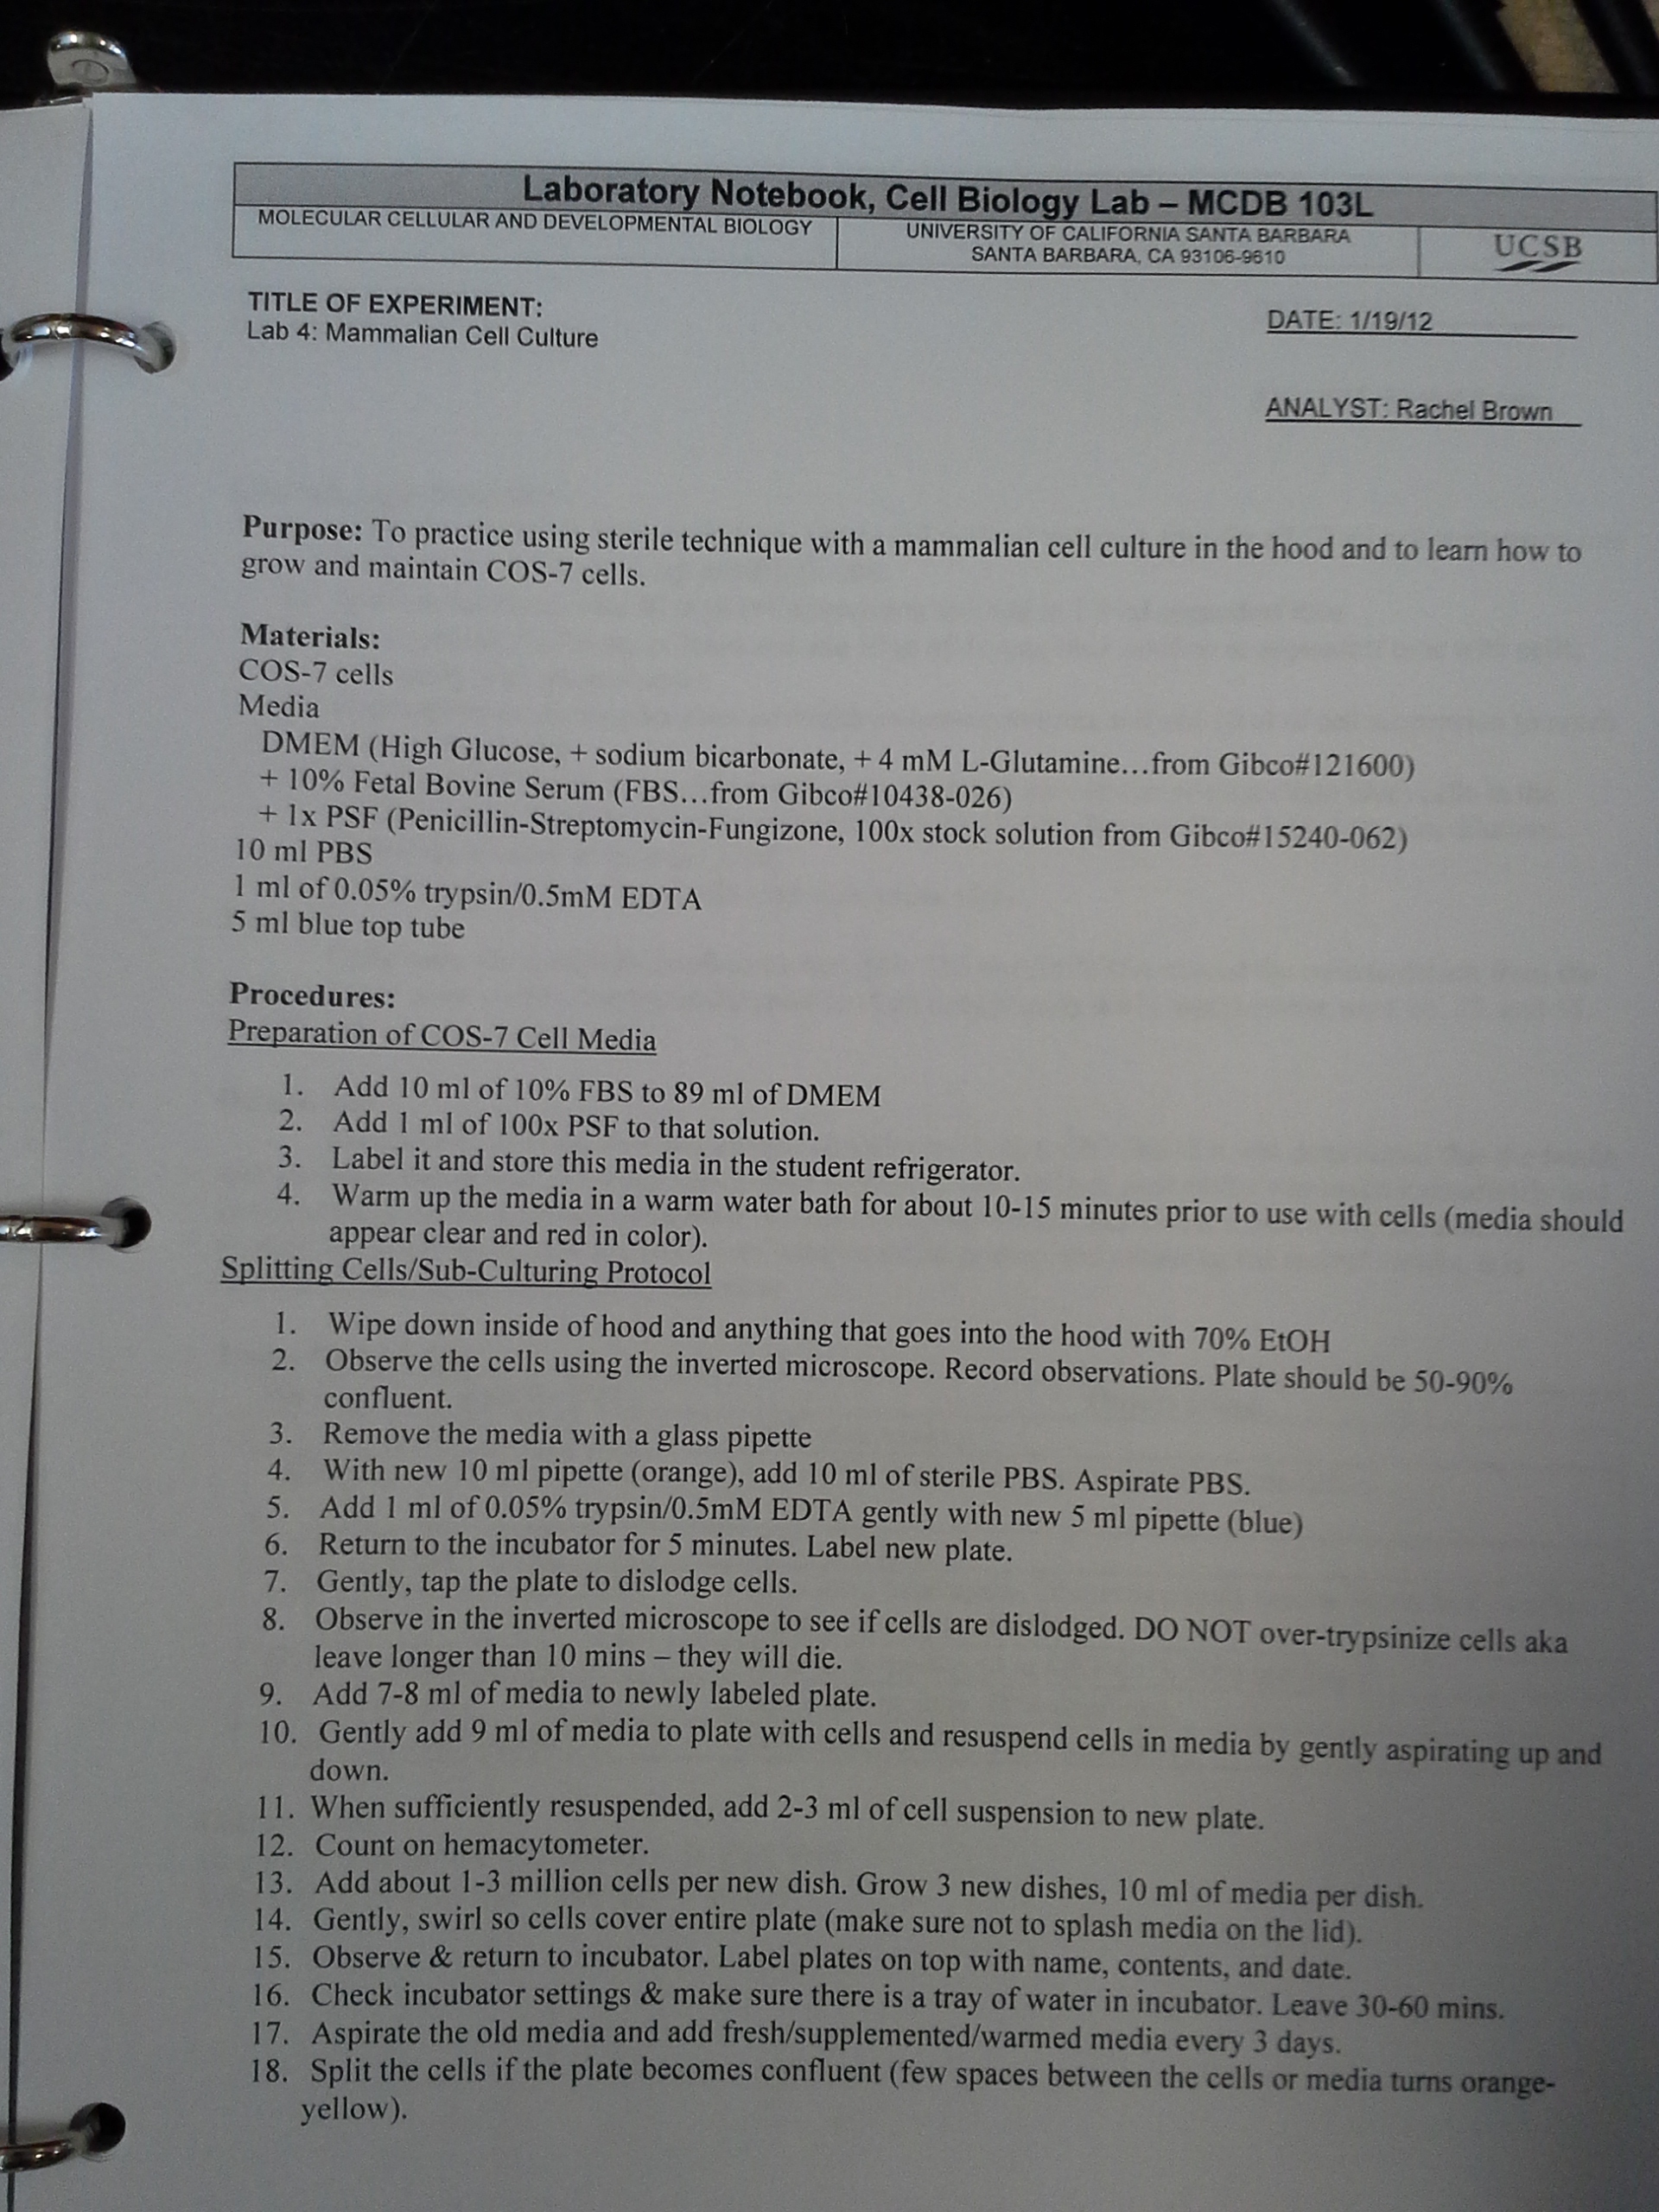 Laboratory Notebook, Cell Biology Lab – MCDB 103L
MOLECULAR CELLULAR AND DEVELOPMENTAL BIOLOGY
UNIVERSITY OF CALIFORNIA SANTA BARBARA
SANTA BARBARA, CA 93106-9610
UCSB
TITLE OF EXPERIMENT:
Lab 4: Mammalian Cell Culture
DATE: 1/19/12
ANALYST: Rachel Brown
Purpose: To practice using sterile technique with a mammalian cell culture in the hood and to learn how to
grow and maintain COS-7 cells.
Materials:
COS-7 cells
Media
DMEM (High Glucose, + sodium bicarbonate, + 4 mM L-Glutamine…from Gibco#121600)
+ 10% Fetal Bovine Serum (FBS…from Gibco#10438-026)
+ 1x PSF (Penicillin-Streptomycin-Fungizone, 100x stock solution from Gibco#15240-062)
10 ml PBS
1 ml of 0.05% trypsin/0.5mM EDTA
5 ml blue top tube
Procedures:
Preparation of COS-7 Cell Media
1. Add 10 ml of 10% FBS to 89 ml of DMEM
2. Add 1 ml of 100x PSF to that solution.
3. Label it and store this media in the student refrigerator.
4. Warm up the media in a warm water bath for about 10-15 minutes prior to use with cells (media should
appear clear and red in color).
Splitting Cells/Sub-Culturing Protocol
1. Wipe down inside of hood and anything that goes into the hood with 70% EtOH
2. Observe the cells using the inverted microscope. Record observations. Plate should be 50-90%
confluent.
3. Remove the media with a glass pipette
4. With new 10 ml pipette (orange), add 10 ml of sterile PBS. Aspirate PBS.
5. Add 1 ml of 0.05% trypsin/0.5mM EDTA gently with new 5 ml pipette (blue)
6. Return to the incubator for 5 minutes. Label new plate.
7. Gently, tap the plate to dislodge cells.
8. Observe in the inverted microscope to see if cells are dislodged. DO NOT over-trypsinize cells aka
leave longer than 10 mins – they will die.
9. Add 7-8 ml of media to newly labeled plate.
10. Gently add 9 ml of media to plate with cells and resuspend cells in media by gently aspirating up and
down.
11. When sufficiently resuspended, add 2-3 ml of cell suspension to new plate.
12. Count on hemacytometer.
13. Add about 1-3 million cells per new dish. Grow 3 new dishes, 10 ml of media per dish.
14. Gently, swirl so cells cover entire plate (make sure not to splash media on the lid).
15. Observe & return to incubator. Label plates on top with name, contents, and date.
16. Check incubator settings & make sure there is a tray of water in incubator. Leave 30-60 mins.
17. Aspirate the old media and add fresh/supplemented/warmed media every 3 days.
18. Split the cells if the plate becomes confluent (few spaces between the cells or media turns orange-
yellow).